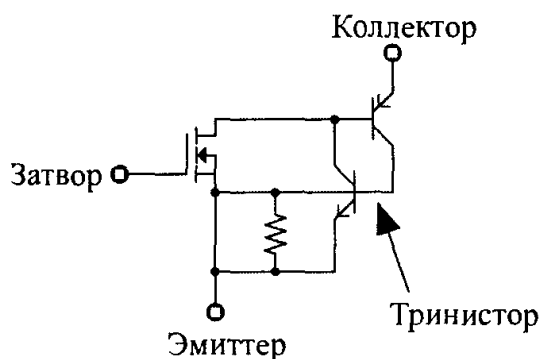 Коллектор
Затвор
Тринистор
Эмиттер